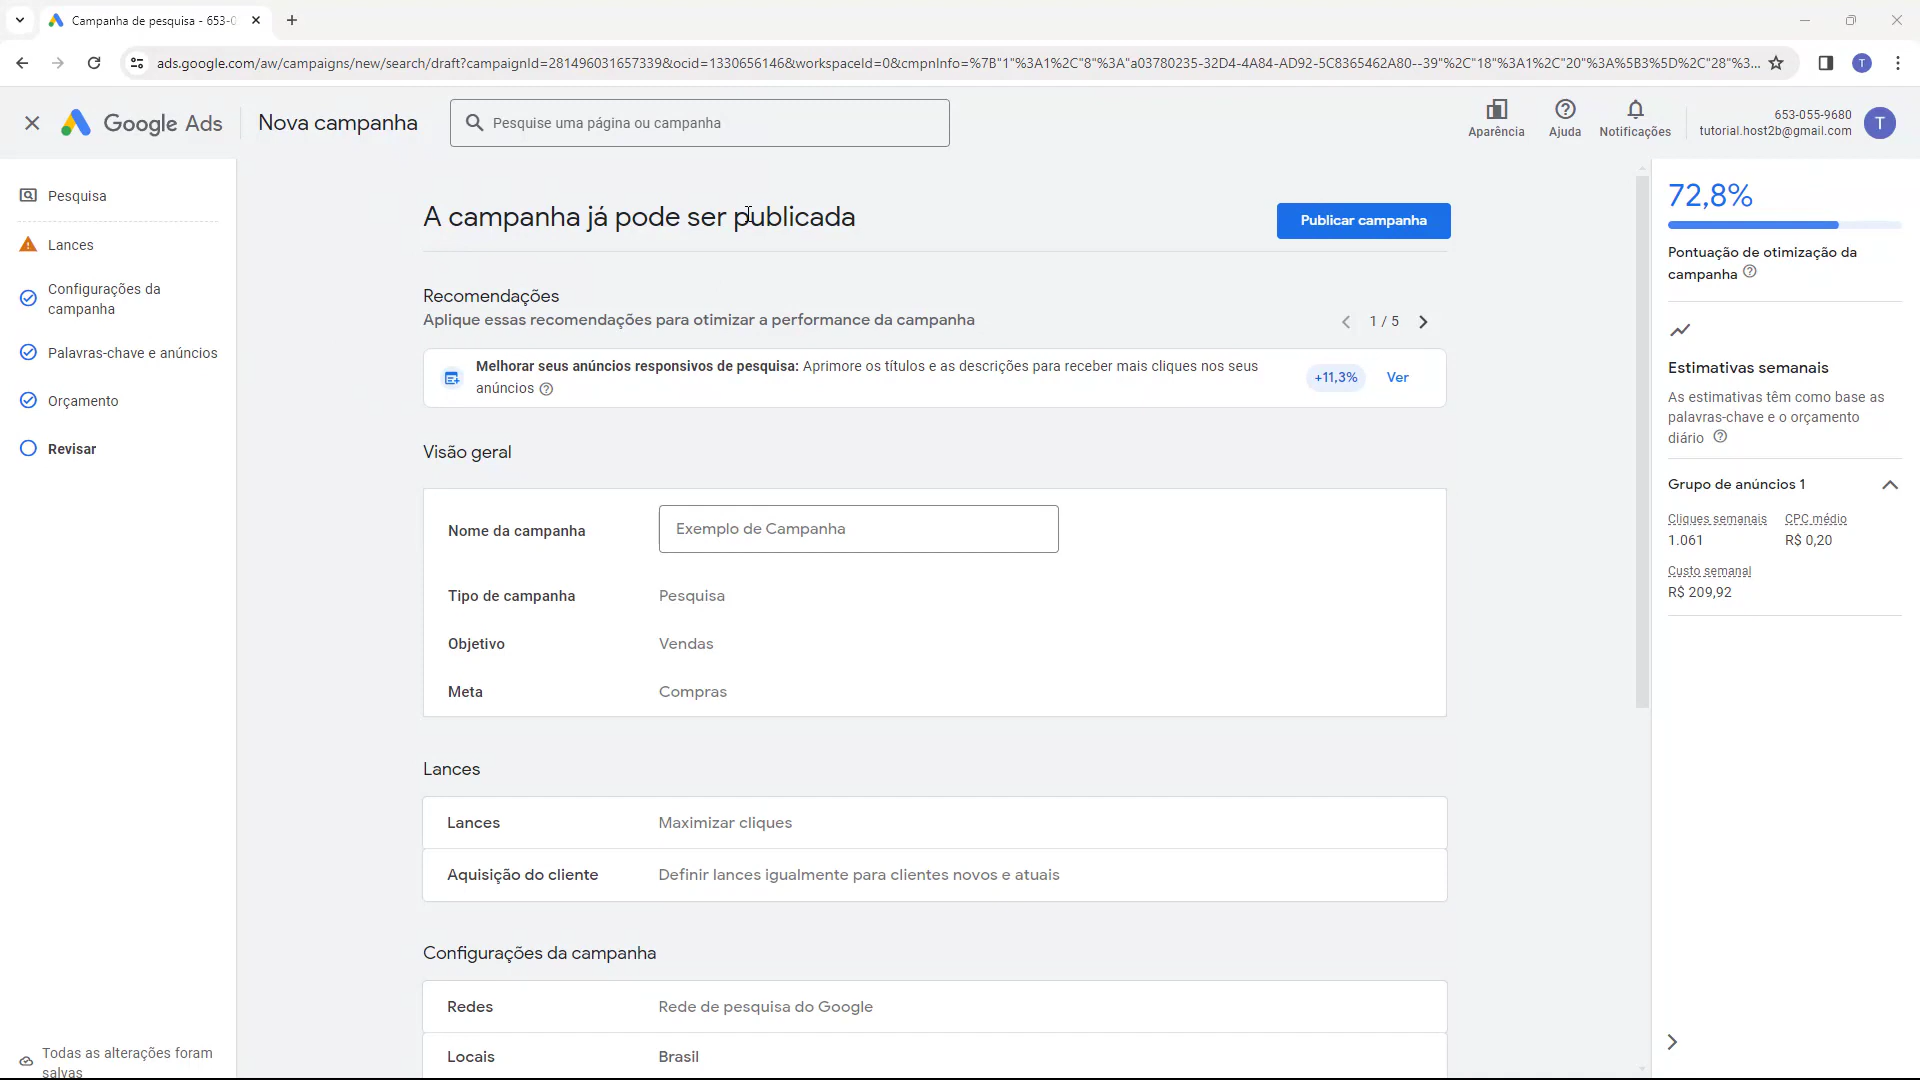 Campanha de pesquisa - 653-0
ads.google.com/aw/campaigns/new/search/draft?campaignId=281496031657339&ocid=1330656146&workspaceId=0&cmpnInfo=%7B"1"%3A1%2C"8"%3A"a03780235-32D4-4A84-AD92-5C8365462A80--39"%2C"18"%3A1%2C"20"%3A%5B3%5D%2C"28"%3...
T
Google Ads
Nova campanha
Pesquise uma página ou campanha
Aparência
Ajuda
Notificações
653-055-9680
tutorial.host2b@gmail.com
T
Pesquisa
Lances
Configurações da
campanha
Palavras-chave e anúncios
Orçamento
Revisar
Todas as alterações foram
salvas
A campanha já pode ser publicada
Publicar campanha
Recomendações
Aplique essas recomendações para otimizar a performance da campanha
1 / 5
Melhorar seus anúncios responsivos de pesquisa: Aprimore os títulos e as descrições para receber mais cliques nos seus
anúncios
+11,3%
Ver
Visão geral
Nome da campanha
Exemplo de Campanha
Tipo de campanha
Pesquisa
Objetivo
Vendas
Meta
Compras
Lances
Lances
Maximizar cliques
Aquisição do cliente
Definir lances igualmente para clientes novos e atuais
Configurações da campanha
Redes
Rede de pesquisa do Google
Locais
Brasil
72,8%
Pontuação de otimização da
campanha
Estimativas semanais
As estimativas têm como base as
palavras-chave e o orçamento
diário
Grupo de anúncios 1
Cliques semanais
CPC médio
1.061
R$ 0,20
Custo semanal
R$ 209,92